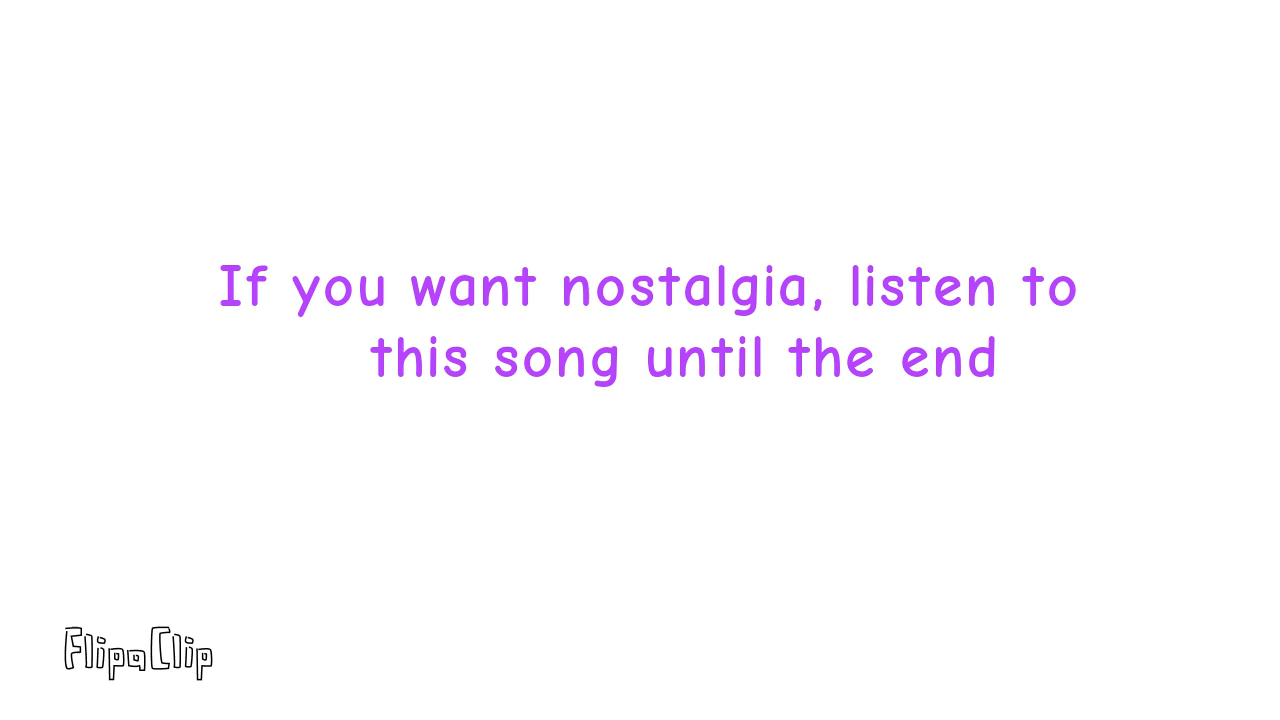 If you want nostalgia, listen to
this song until the end
FlipaClip